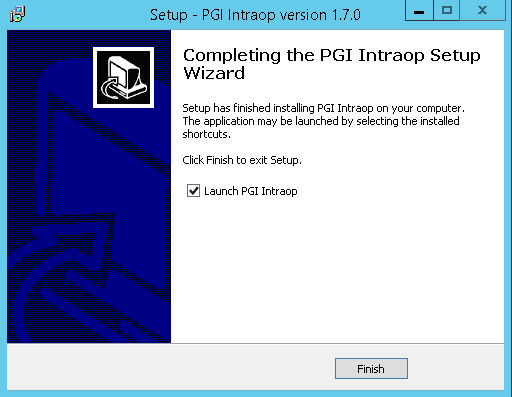 Setup - PGI Intraop version 1.7.0
Completing the PGI Intraop Setup
Wizard
Setup has finished installing PGI Intraop on your computer.
The application may be launched by selecting the installed
shortcuts.
Click Finish to exit Setup.
Launch PGI Intraop
Finish